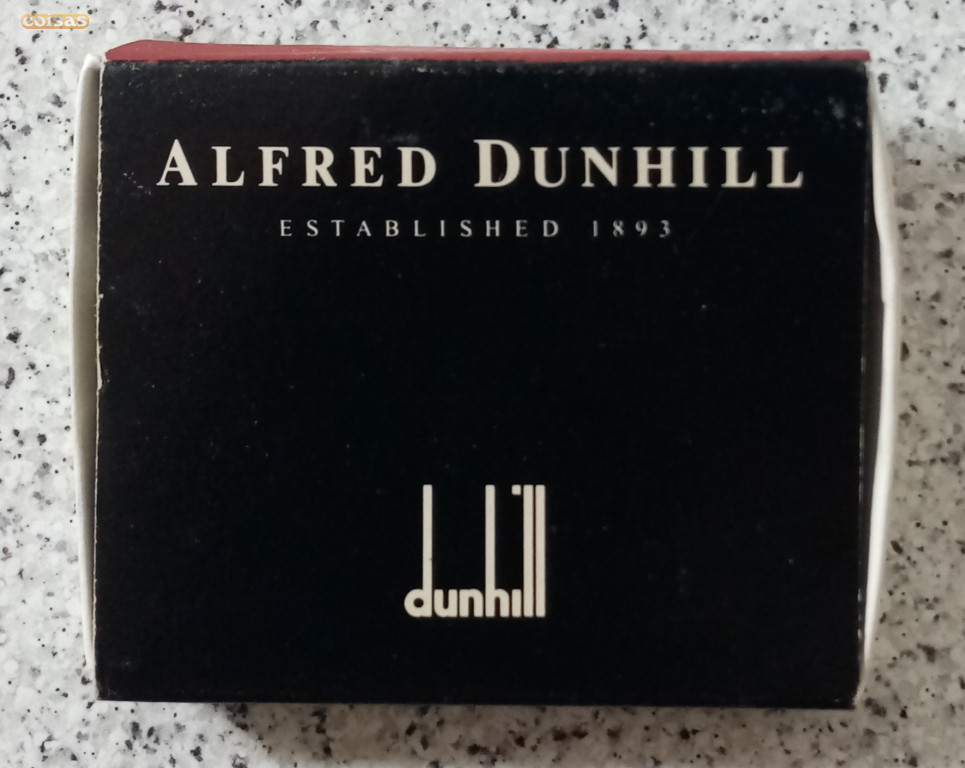 coisas
ALFRED DUNHILL
ESTABLISHED 1893
dunhill